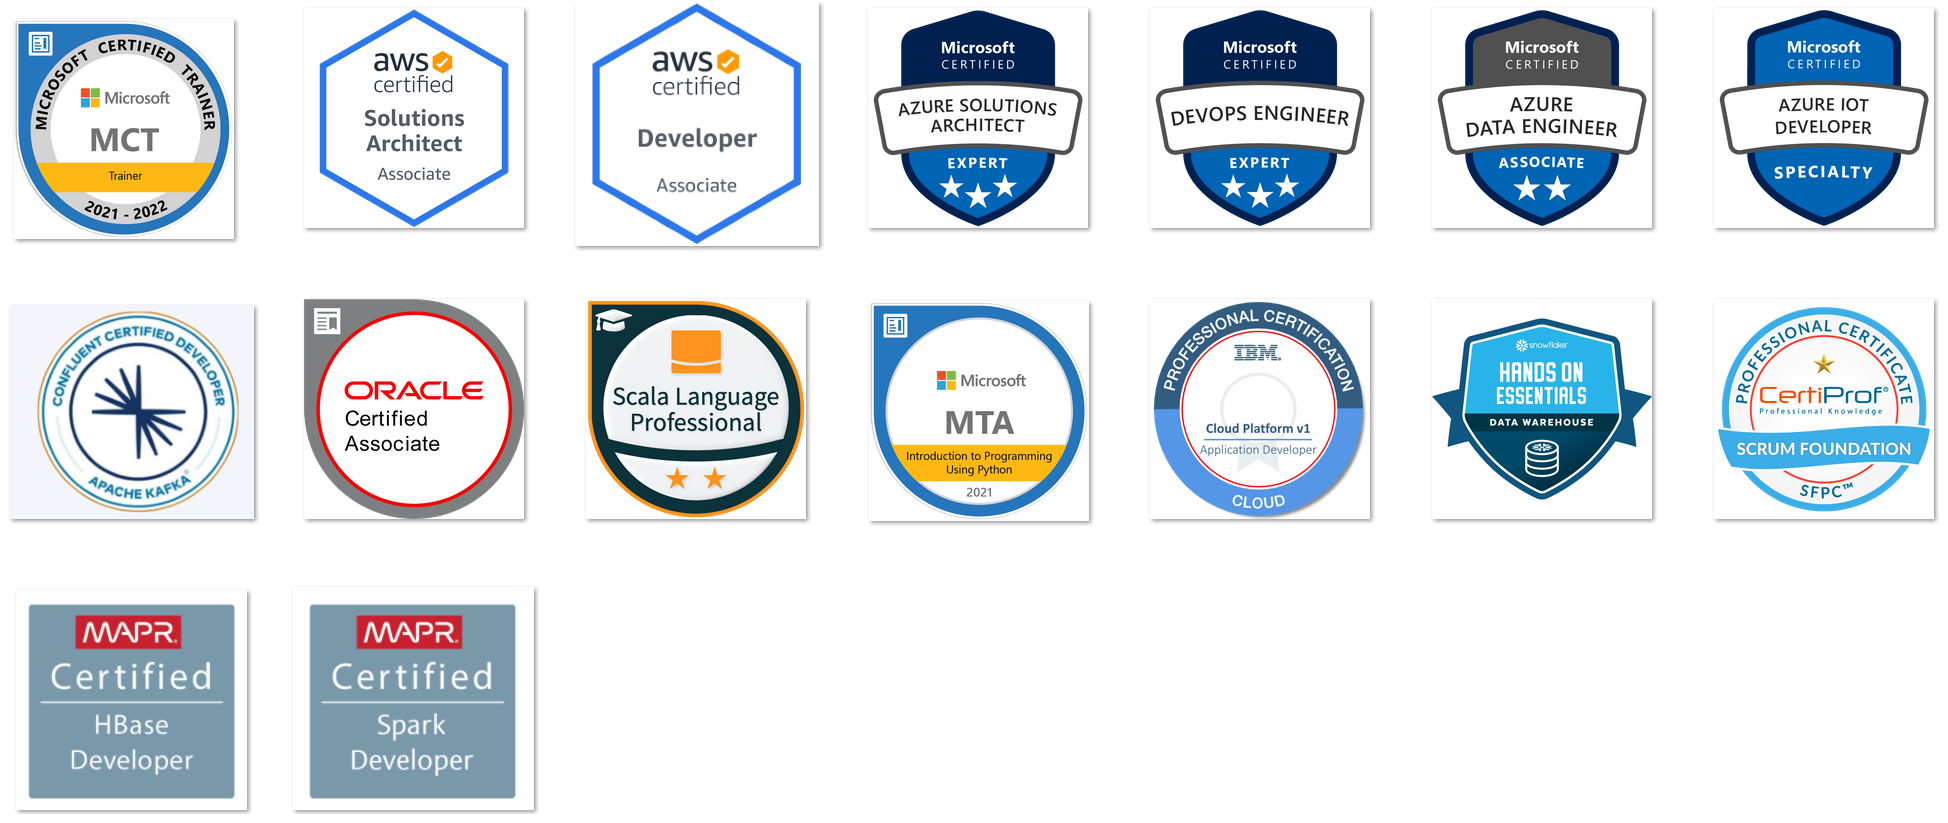 MICROSOFT CERTIFIED TRAINER
Microsoft
MCT
Trainer
2021 - 2022
aws
certified
Solutions
Architect
Associate
aws
certified
Developer
Associate
Microsoft
CERTIFIED
AZURE SOLUTIONS
ARCHITECT
EXPERT
Microsoft
CERTIFIED
DEVOPS ENGINEER
EXPERT
Microsoft
CERTIFIED
AZURE
DATA ENGINEER
ASSOCIATE
Microsoft
CERTIFIED
AZURE IOT
DEVELOPER
SPECIALTY
CONFLUENT CERTIFIED DEVELOPER
APACHE KAFKA®
ORACLE
Certified
Associate
Scala Language
Professional
Microsoft
MTA
Introduction to Programming
Using Python
2021
PROFESSIONAL CERTIFICATION
IBM.
Cloud Platform v1
Application Developer
CLOUD
snowflake®
HANDS ON
ESSENTIALS
DATA WAREHOUSE
PROFESSIONAL CERTIFICATE
CertiProf®
Professional Knowledge
SCRUM FOUNDATION
SFPC™
MAPR.
Certified
HBase
Developer
MAPR.
Certified
Spark
Developer